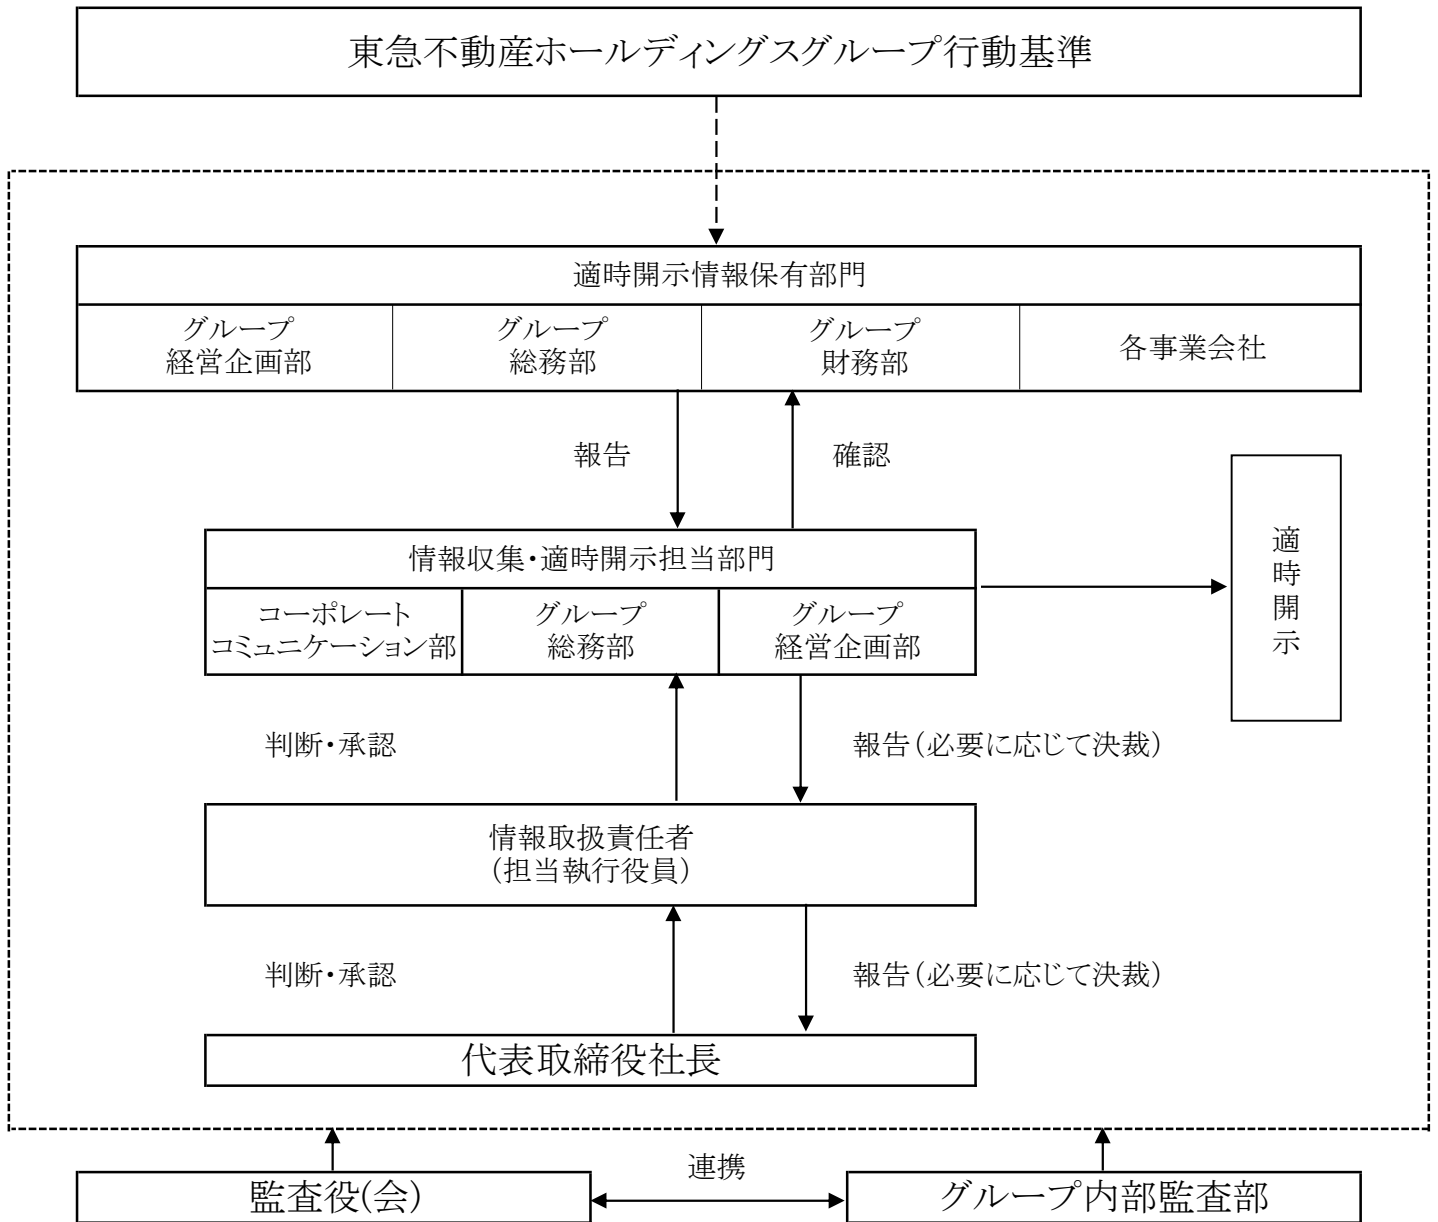 東急不動産ホールディングスグループ行動基準
適時開示情報保有部門
グループ
経営企画部
グループ
総務部
グループ
財務部
各事業会社
報告
確認
情報収集・適時開示担当部門
コーポレート
コミュニケーション部
グループ
総務部
グループ
経営企画部
適時開示
判断・承認
報告(必要に応じて決裁)
情報取扱責任者
(担当執行役員)
判断・承認
報告(必要に応じて決裁)
代表取締役社長
監査役(会)
連携
グループ内部監査部